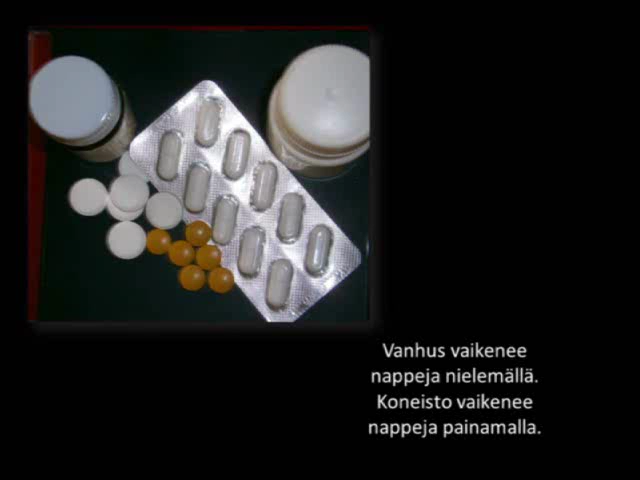 Vanhus vaikenee
nappeja nielemällä.
Koneisto vaikenee
nappeja painamalla.